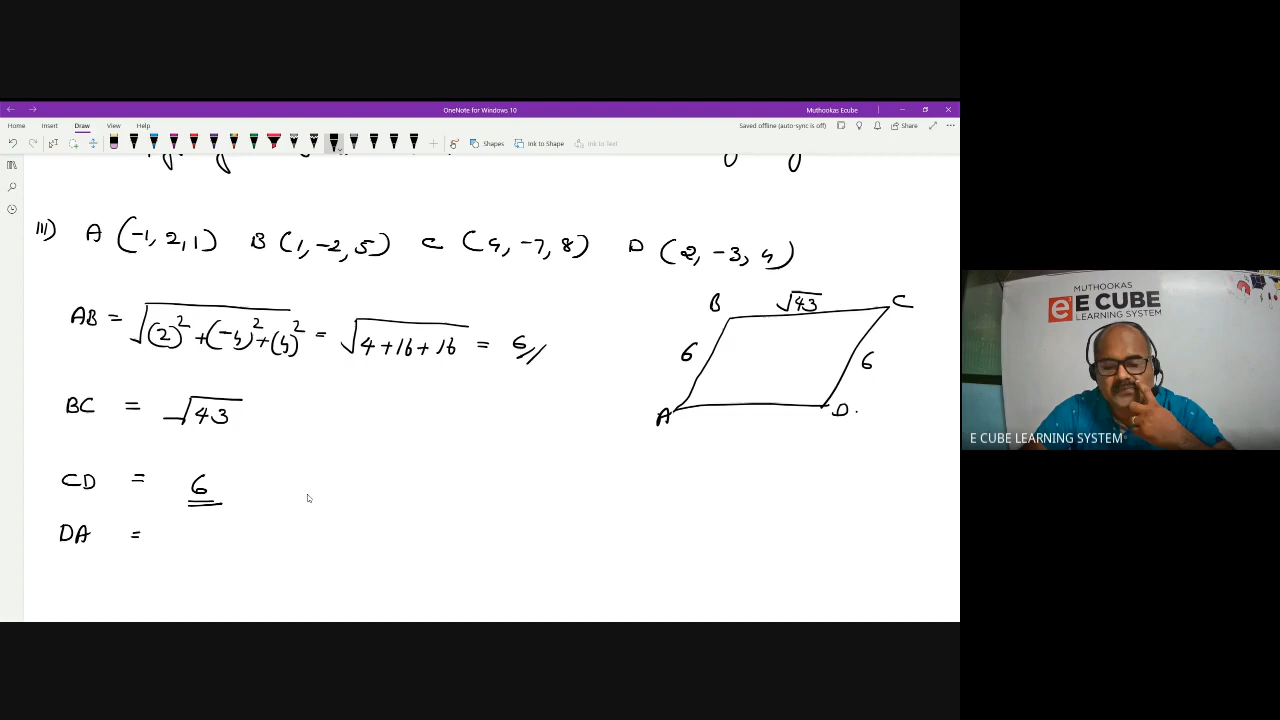 OneNote for Windows 10
Muthookas Ecube
Home Insert Draw View Help
Saved offline (auto-sync is off)
Share
Shapes
Ink to Shape
Ink to Text
III) A (-1, 2, 1) B (1, -2, 5) C (4, -7, 8) D (2, -3, 4)
AB = √((2)² + (-4)² + (4)²) = √(4+16+16) = 6
BC = √43
CD = 6
DA =
B √43 C
6 6
A D.
MUTHOOKAS
e E CUBE
LEARNING SYSTEM
E CUBE LEARNING SYSTEM